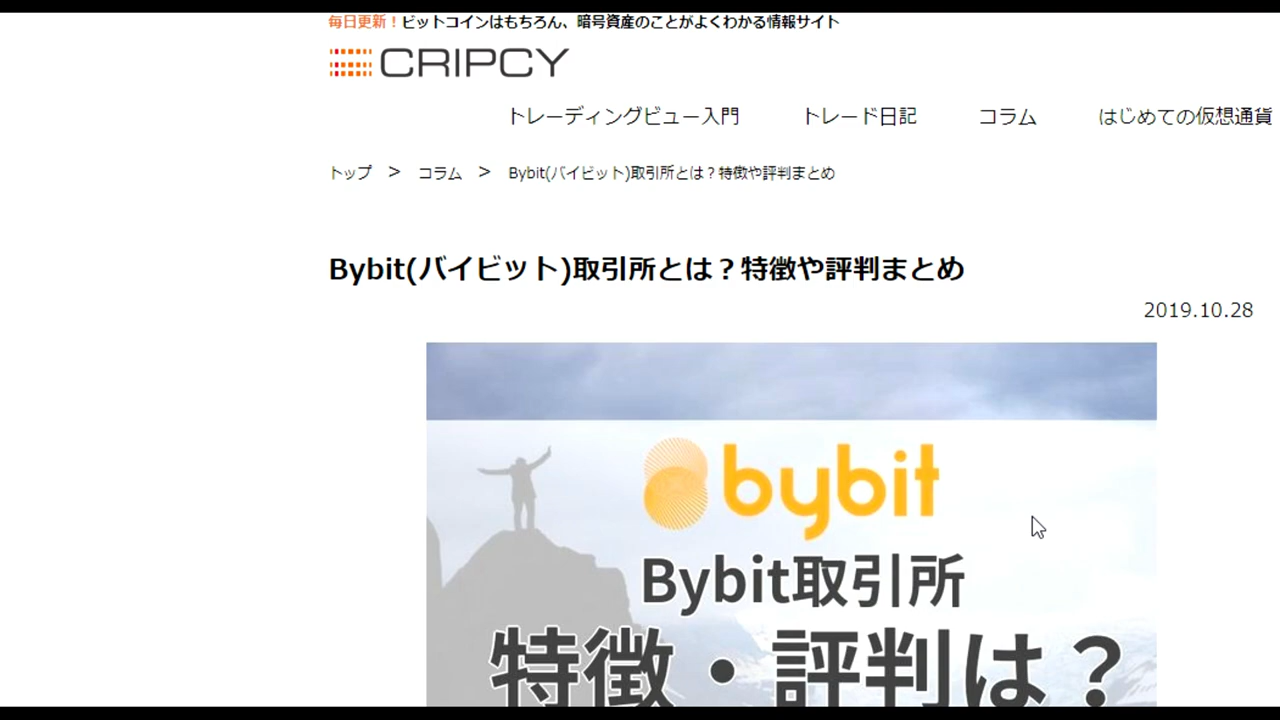 毎日更新！ビットコインはもちろん、暗号資産のことがよくわかる情報サイト
CRIPCY
トレーディングビュー入門 トレード日記 コラム はじめての仮想通貨
トップ > コラム > Bybit(バイビット)取引所とは？特徴や評判まとめ
Bybit(バイビット)取引所とは？特徴や評判まとめ
2019.10.28
bybit
Bybit取引所
特徴・評判は？